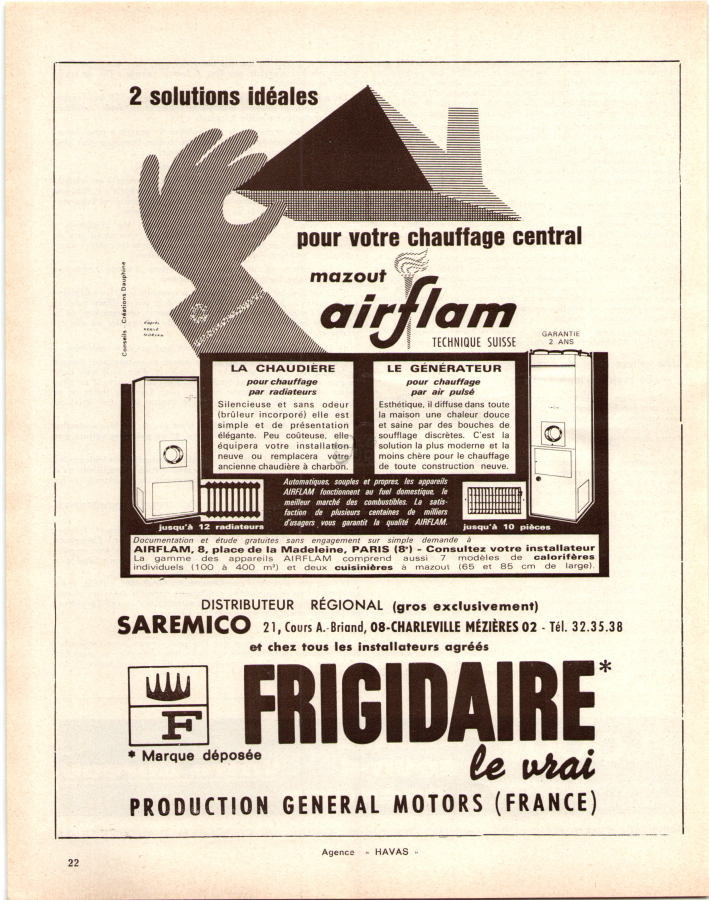 2 solutions idéales
pour votre chauffage central
mazout
airflam
TECHNIQUE SUISSE
Conseils . Créations Dauphine
d'après
GARANTIE
2 ANS
LA CHAUDIÈRE
pour chauffage
par radiateurs
Silencieuse et sans odeur
(brûleur incorporé) elle est
simple et de présentation
élégante. Peu coûteuse, elle
équipera votre installation
neuve ou remplacera votre
ancienne chaudière à charbon.
LE GÉNÉRATEUR
pour chauffage
par air pulsé
Esthétique, il diffuse dans toute
la maison une chaleur douce
et saine par des bouches de
soufflage discrètes. C'est la
solution la plus moderne et la
moins chère pour le chauffage
de toute construction neuve.
Automatiques, souples et propres, les appareils
AIRFLAM fonctionnent au fuel domestique, le
meilleur marché des combustibles. La satis-
faction de plusieurs centaines de milliers
d'usagers vous garantit la qualité AIRFLAM.
jusqu'à 12 radiateurs
jusqu'à 10 pièces
Documentation et étude gratuites sans engagement sur simple demande à
AIRFLAM, 8, place de la Madeleine, PARIS (8e) - Consultez votre installateur
La gamme des appareils AIRFLAM comprend aussi 7 modèles de calorifères
individuels (100 à 400 m³) et deux cuisinières à mazout (65 et 85 cm de large).
DISTRIBUTEUR RÉGIONAL (gros exclusivement)
SAREMICO 21, Cours A.-Briand, 08-CHARLEVILLE MÉZIÈRES 02 - Tél. 32.35.38
et chez tous les installateurs agréés
F
FRIGIDAIRE*
* Marque déposée
le vrai
PRODUCTION GENERAL MOTORS (FRANCE)
Agence « HAVAS »
22